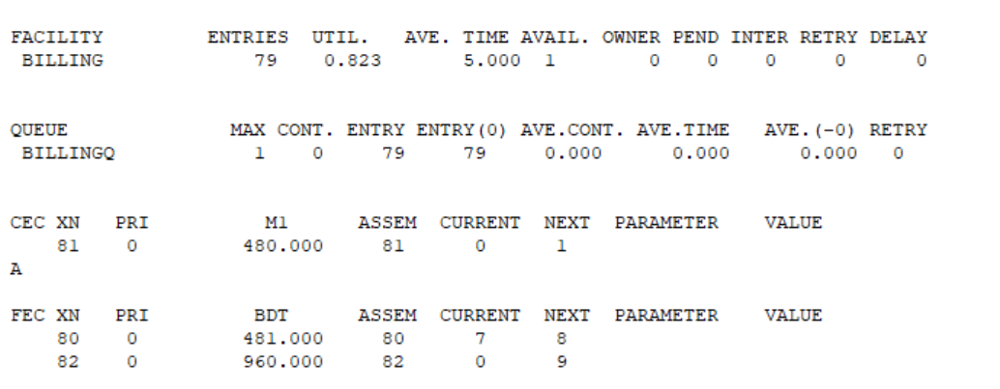 FACILITY ENTRIES UTIL. AVE. TIME AVAIL. OWNER PEND INTER RETRY DELAY
BILLING 79 0.823 5.000 1 0 0 0 0 0
QUEUE MAX CONT. ENTRY ENTRY(0) AVE.CONT. AVE.TIME AVE.(-0) RETRY
BILLINGQ 1 0 79 79 0.000 0.000 0.000 0
CEC XN PRI M1 ASSEM CURRENT NEXT PARAMETER VALUE
81 0 480.000 81 0 1
A
FEC XN PRI BDT ASSEM CURRENT NEXT PARAMETER VALUE
80 0 481.000 80 7 8
82 0 960.000 82 0 9